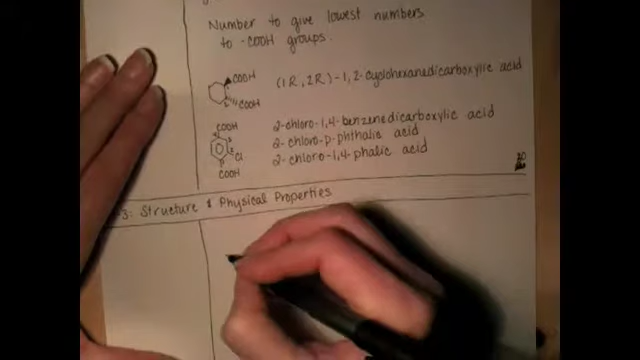 Number to give lowest numbers
to -COOH groups.
COOH
COOH
(1R, 2R)-1,2-cyclohexanedicarboxylic acid
COOH
Cl
COOH
2-chloro-1,4-benzenedicarboxylic acid
2-chloro-p-phthalic acid
2-chloro-1,4-phalic acid
3: Structure & Physical Properties